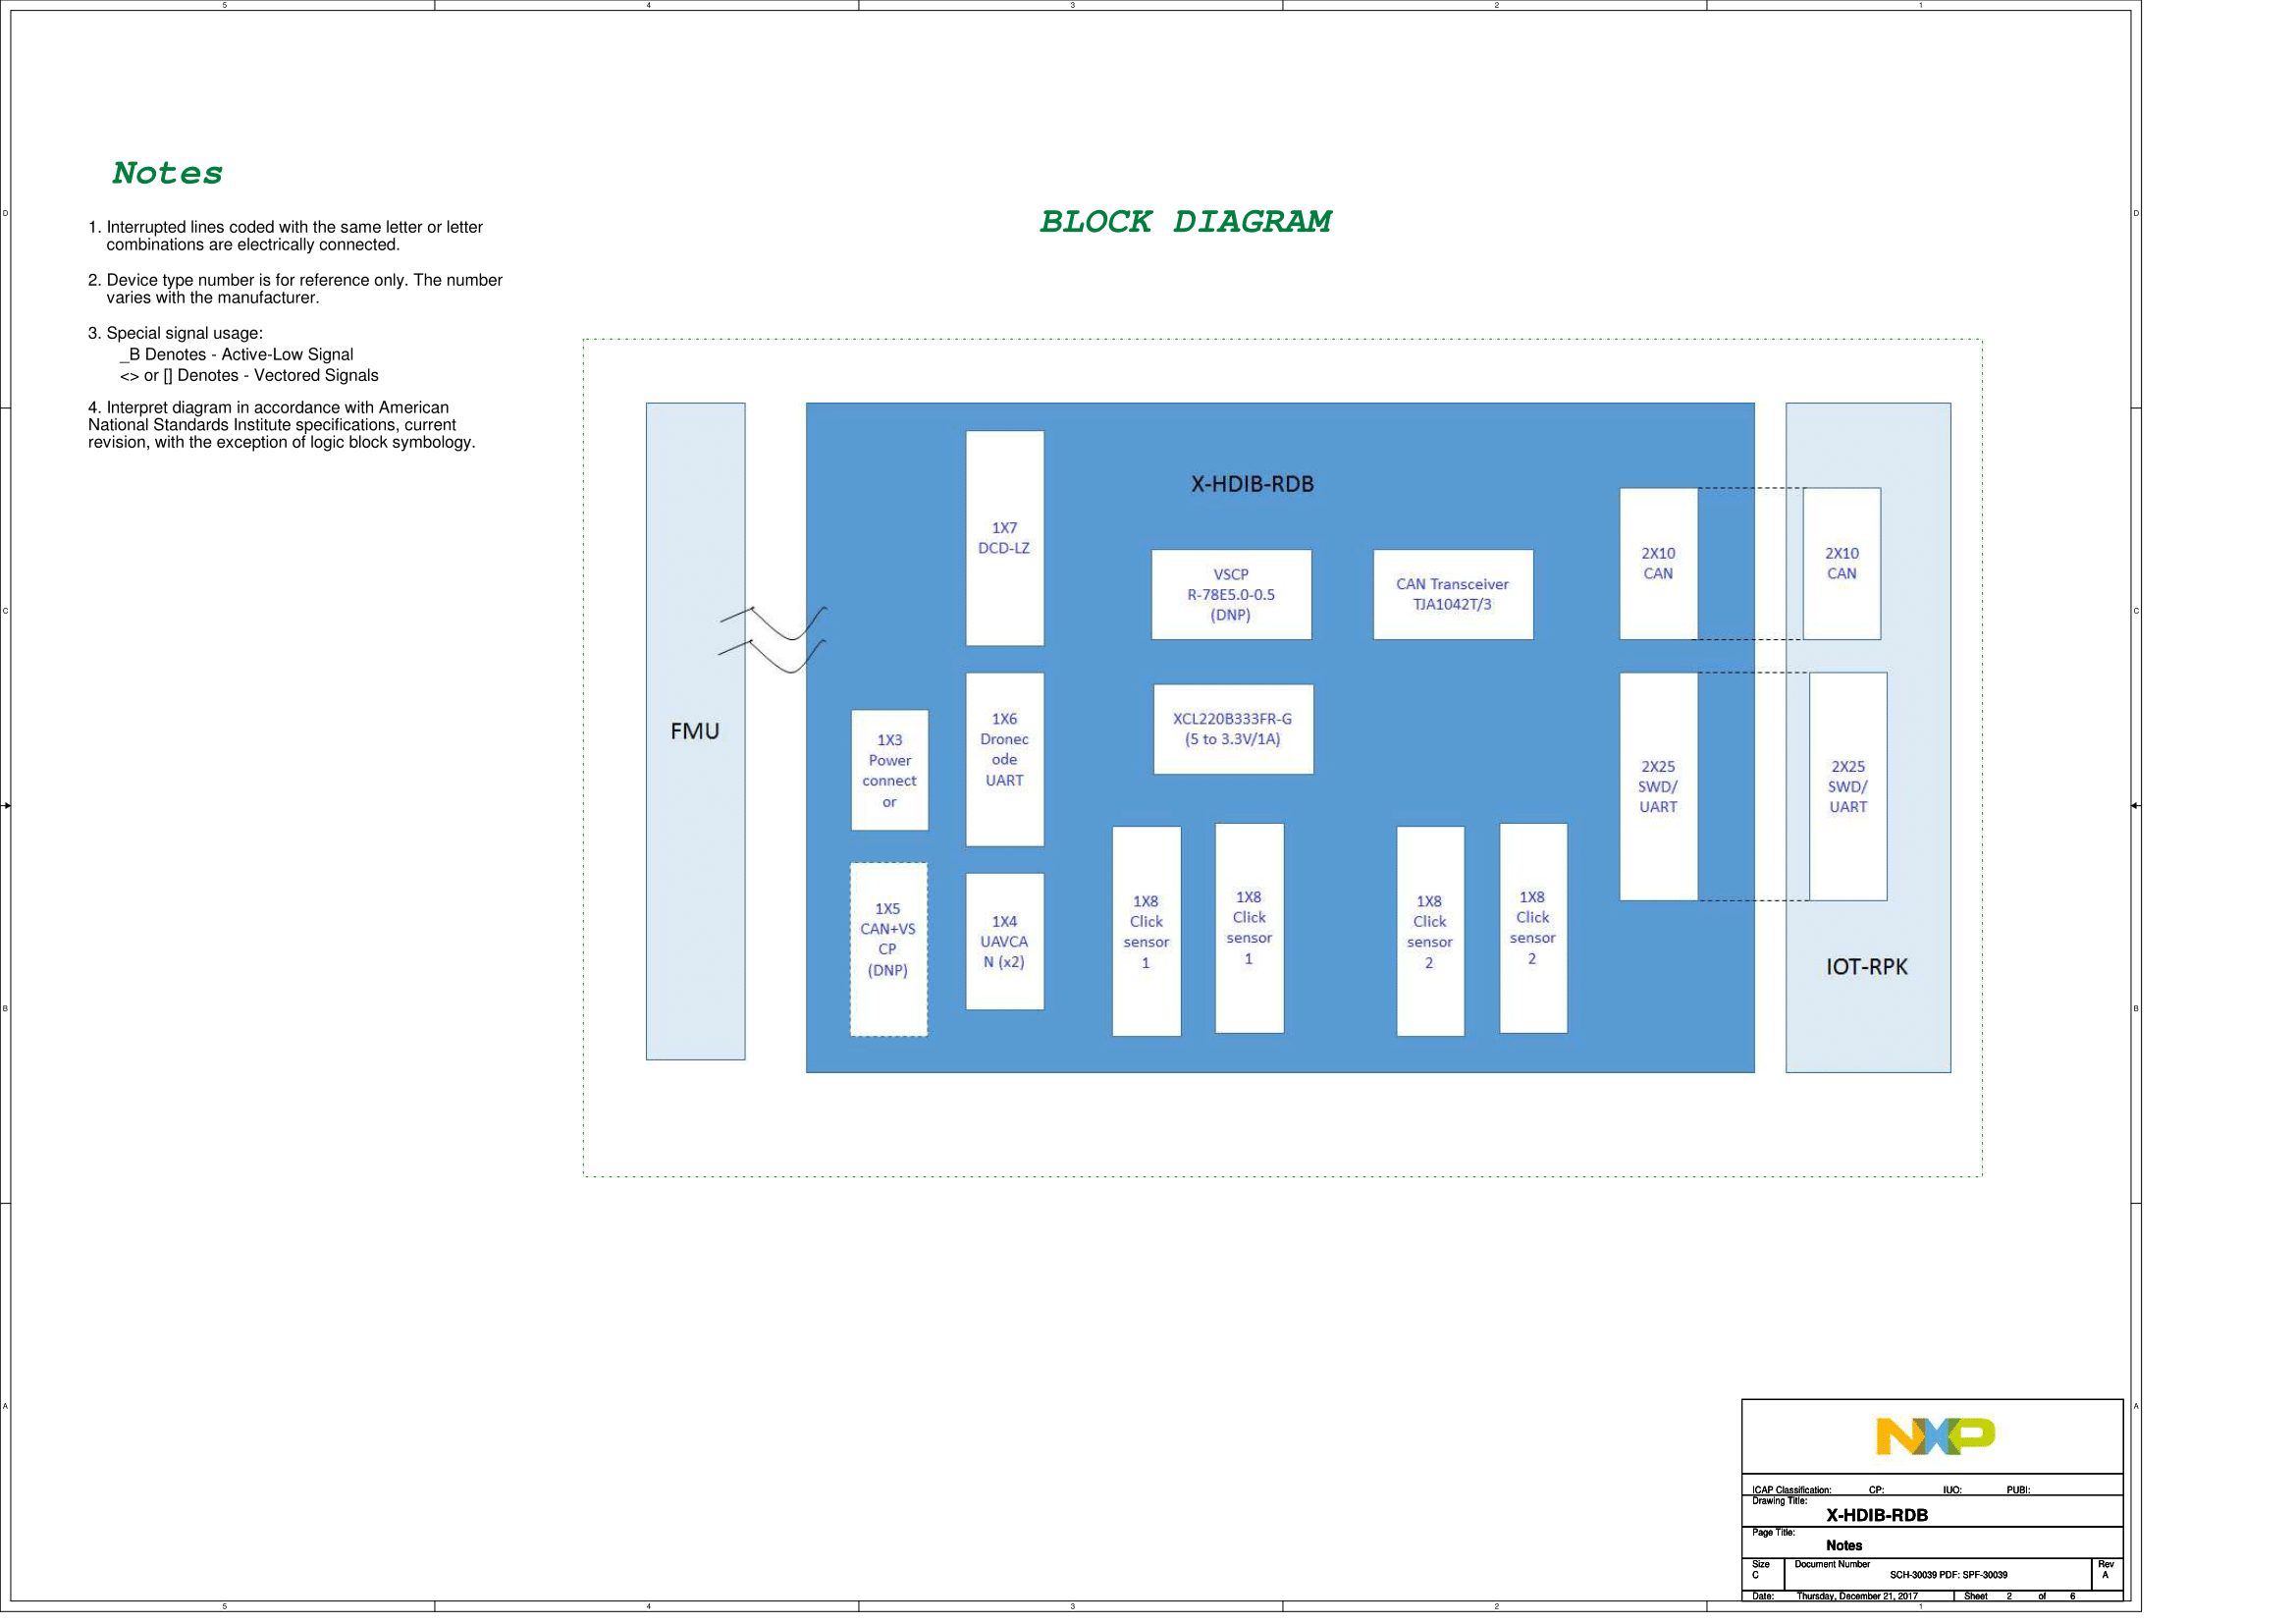 5
4
3
2
1
D
D
C
C
B
B
A
A
Notes
1. Interrupted lines coded with the same letter or letter
combinations are electrically connected.
2. Device type number is for reference only. The number
varies with the manufacturer.
3. Special signal usage:
_B Denotes - Active-Low Signal
<> or [] Denotes - Vectored Signals
4. Interpret diagram in accordance with American
National Standards Institute specifications, current
revision, with the exception of logic block symbology.
BLOCK DIAGRAM
FMU
X-HDIB-RDB
1X7
DCD-LZ
VSCP
R-78E5.0-0.5
(DNP)
CAN Transceiver
TJA1042T/3
2X10
CAN
2X10
CAN
1X3
Power
connect
or
1X6
Dronec
ode
UART
XCL220B333FR-G
(5 to 3.3V/1A)
2X25
SWD/
UART
2X25
SWD/
UART
1X5
CAN+VS
CP
(DNP)
1X4
UAVCA
N (x2)
1X8
Click
sensor
1
1X8
Click
sensor
1
1X8
Click
sensor
2
1X8
Click
sensor
2
IOT-RPK
NXP
ICAP Classification: CP: IUO: PUBI:
Drawing Title:
X-HDIB-RDB
Page Title:
Notes
Size
C
Document Number
SCH-30039 PDF: SPF-30039
Rev
A
Date: Thursday, December 21, 2017 Sheet 2 of 6
5
4
3
2
1